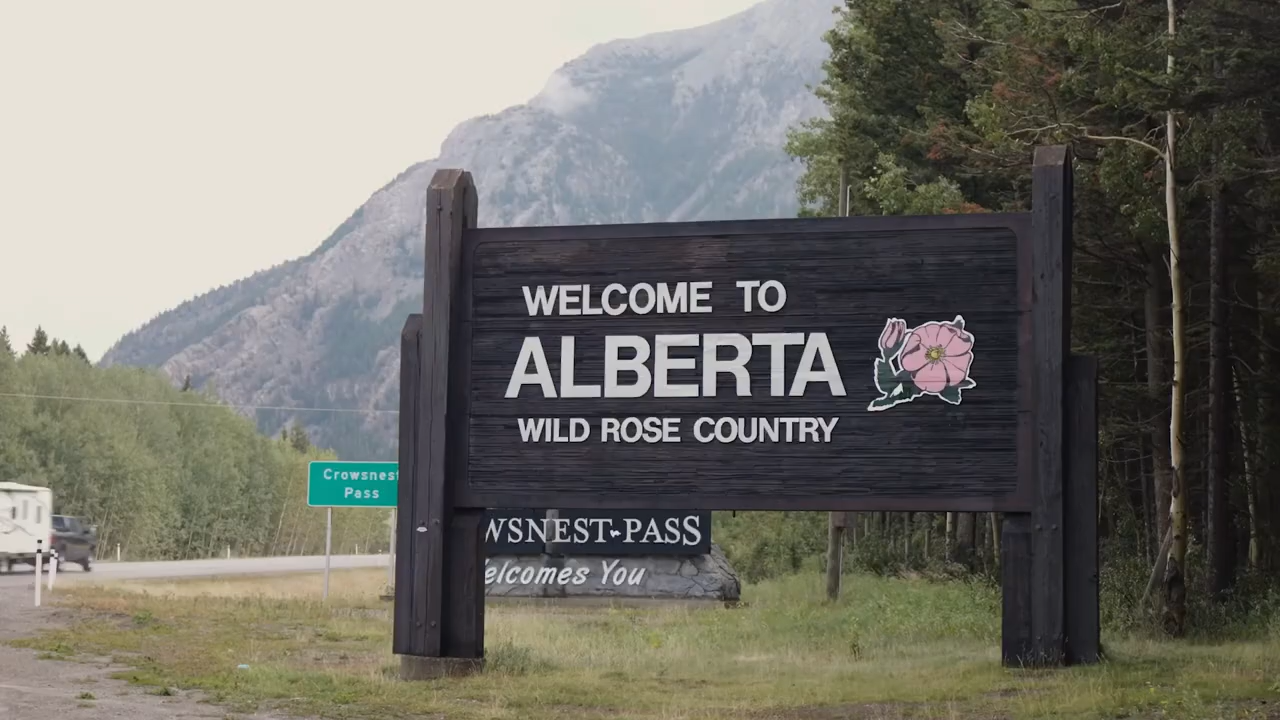 WELCOME TO
ALBERTA
WILD ROSE COUNTRY
Crowsnest
Pass
WSNEST PASS
elcomes You